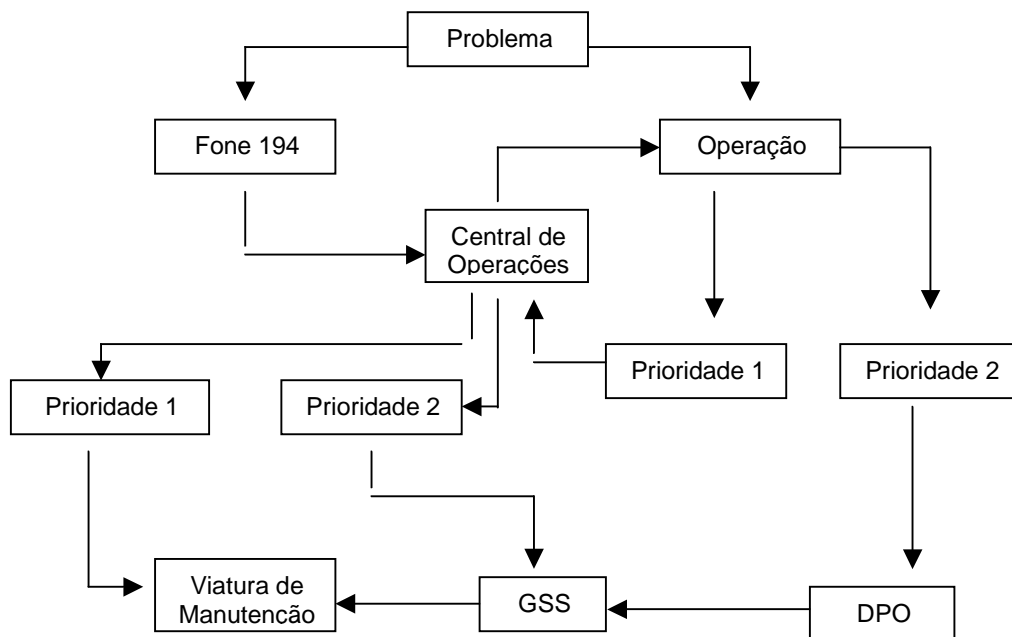 Problema
Fone 194
Operação
Central de
Operações
Prioridade 1
Prioridade 2
Prioridade 1
Prioridade 2
Viatura de
Manutencão
GSS
DPO